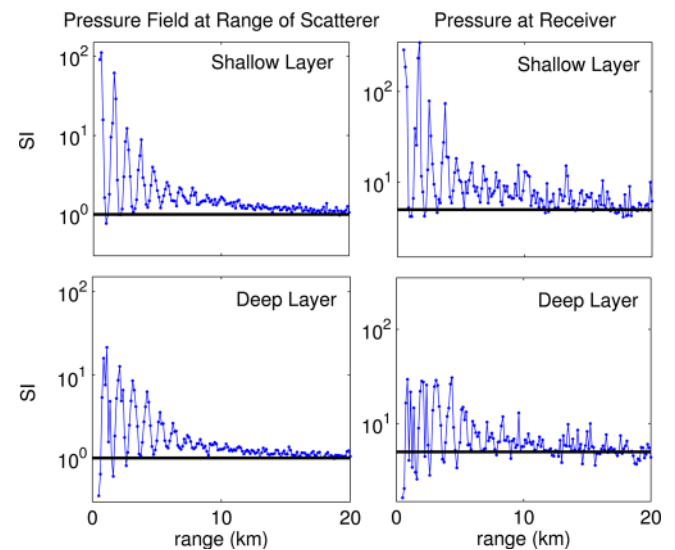 Pressure Field at Range of Scatterer
Pressure at Receiver
Shallow Layer
Shallow Layer
SI
10²
10¹
10⁰
10²
10¹
Deep Layer
Deep Layer
SI
10²
10¹
10⁰
10²
10¹
0 10 20
0 10 20
range (km)
range (km)